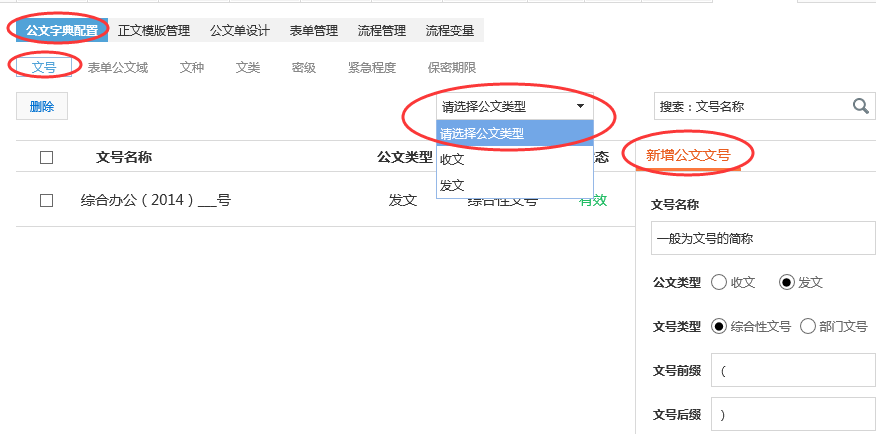 公文字典配置 正文模版管理 公文单设计 表单管理 流程管理 流程变量
文号 表单公文域 文种 文类 密级 紧急程度 保密期限
删除 请选择公文类型 搜索：文号名称
请选择公文类型
收文
发文
文号名称 公文类型 态 新增公文文号
综合办公（2014）___号 发文 综合性文号 有效
文号名称
一般为文号的简称
公文类型 收文 发文
文号类型 综合性文号 部门文号
文号前缀 （
文号后缀 ）